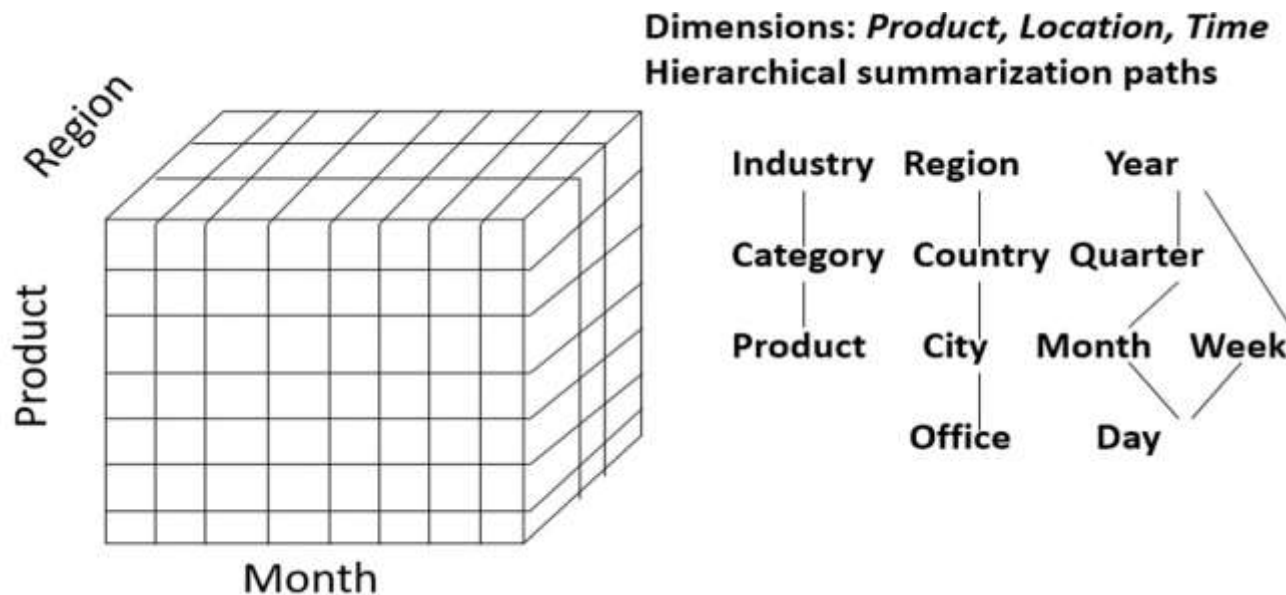 Dimensions: Product, Location, Time
Hierarchical summarization paths
Region
Product
Month
Industry Region Year
Category Country Quarter
Product City Month Week
Office Day